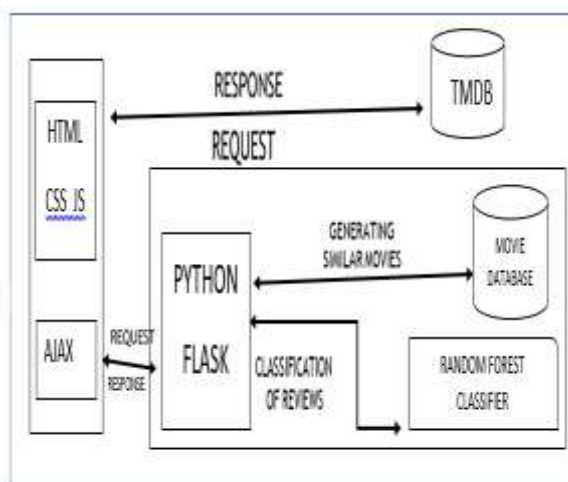 RESPONSE
TMDB
HTML
CSS JS
REQUEST
GENERATING
SIMILAR MOVIES
MOVIE
DATABASE
PYTHON
FLASK
AJAX
REQUEST
RESPONSE
CLASSIFICATION
OF REVIEWS
RANDOM FOREST
CLASSIFIER